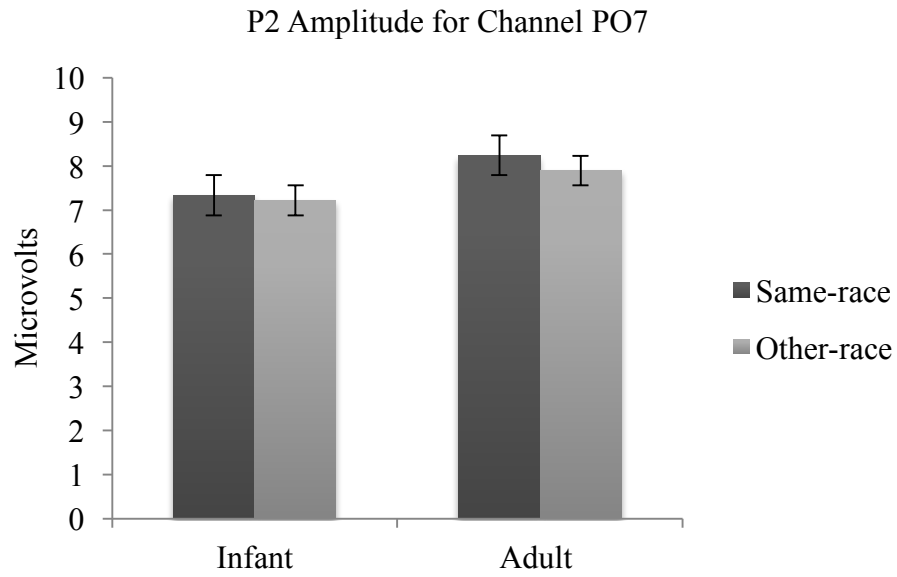 P2 Amplitude for Channel PO7
10
9
8
7
6
5
4
3
2
1
0
Microvolts
Infant
Adult
Same-race
Other-race